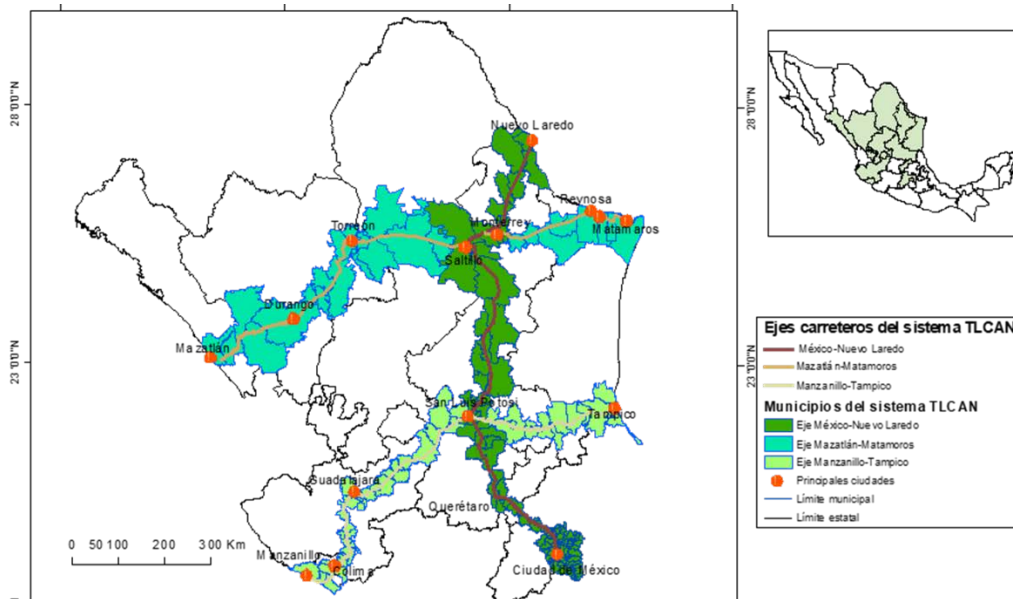 28°0'0"N
28°0'0"N
Nuevo Laredo
Reynosa
Torreón
Monterrey
Matamaros
Saltillo
Durango
Mazatlán
23°0'0"N
23°0'0"N
San Luis Potosí
Tampico
Guadalajara
Querétaro
Manzanillo
Colima
Ciudad de México
0 50 100 200 300 Km
Ejes carreteros del sistema TLCAN
México-Nuevo Laredo
Mazatlán-Matamoros
Manzanillo-Tampico
Municipios del sistema TLCAN
Eje México-Nuevo Laredo
Eje Mazatlán-Matamoros
Eje Manzanillo-Tampico
Principales ciudades
Límite municipal
Límite estatal